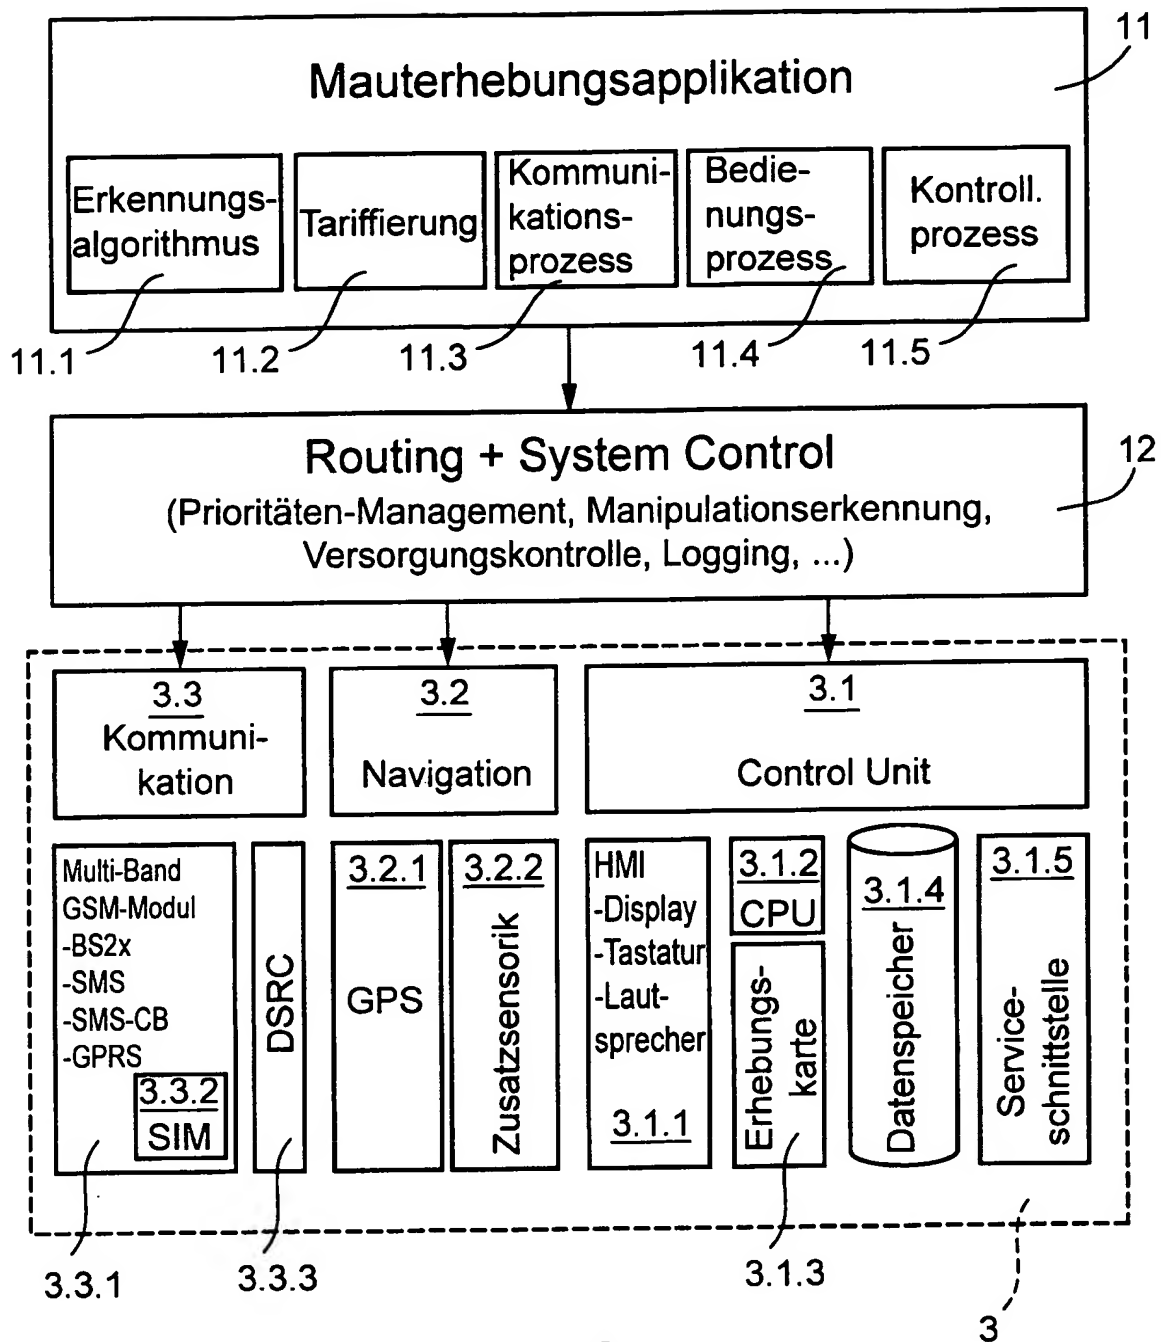 11
Mauterhebungsapplikation
Erkennungs-
algorithmus
Tariffierung
Kommuni-
kations-
prozess
Bedie-
nungs-
prozess
Kontroll.
prozess
11.1
11.2
11.3
11.4
11.5
12
Routing + System Control
(Prioritäten-Management, Manipulationserkennung,
Versorgungskontrolle, Logging, ...)
3.3
Kommuni-
kation
3.2
Navigation
3.1
Control Unit
Multi-Band
GSM-Modul
-BS2x
-SMS
-SMS-CB
-GPRS
3.3.2
SIM
DSRC
3.2.1
GPS
3.2.2
Zusatzsensorik
HMI
-Display
-Tastatur
-Laut-
sprecher
3.1.1
3.1.2
CPU
Erhebungs-
karte
3.1.4
Datenspeicher
3.1.5
Service-
schnittstelle
3.3.1
3.3.3
3.1.3
3